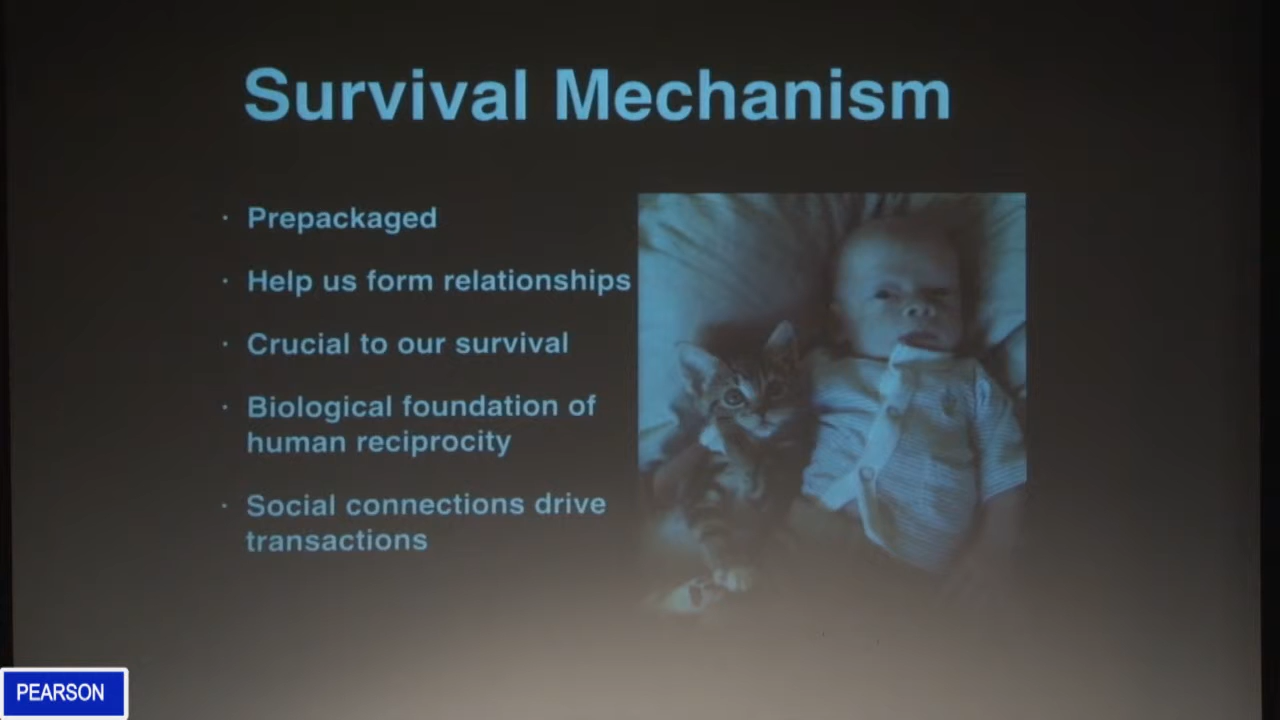 Survival Mechanism
· Prepackaged
· Help us form relationships
· Crucial to our survival
· Biological foundation of
human reciprocity
· Social connections drive
transactions
PEARSON